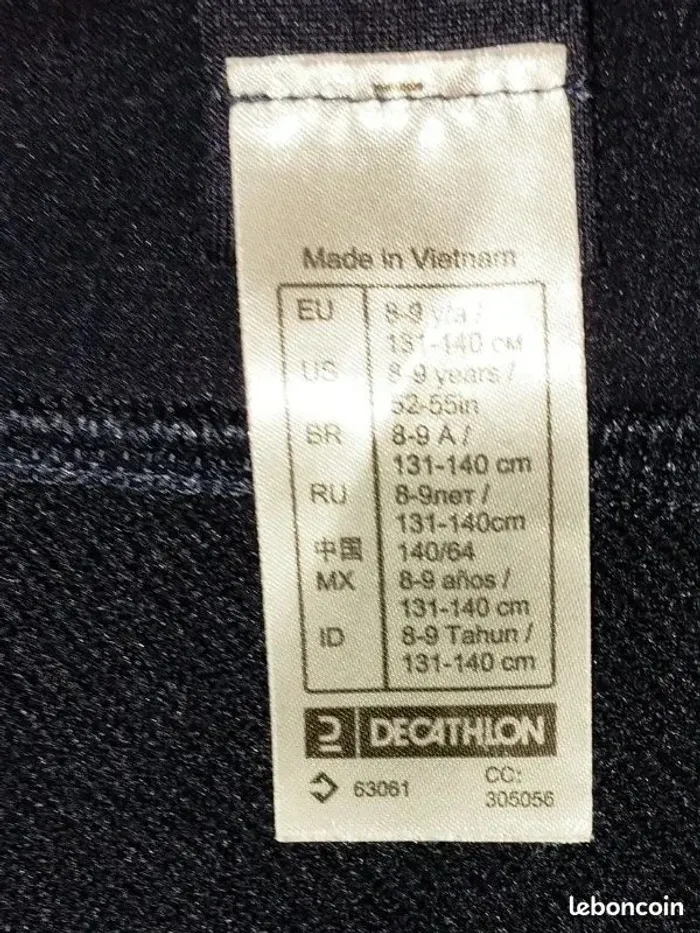 Made in Vietnam
EU 8-9 y/a /
131-140 см
US 8-9 years /
52-55in
BR 8-9 A /
131-140 cm
RU 8-9лет /
131-140cm
中国 140/64
MX 8-9 años /
131-140 cm
ID 8-9 Tahun /
131-140 cm
DECATHLON
63061 CC:
305056
leboncoin